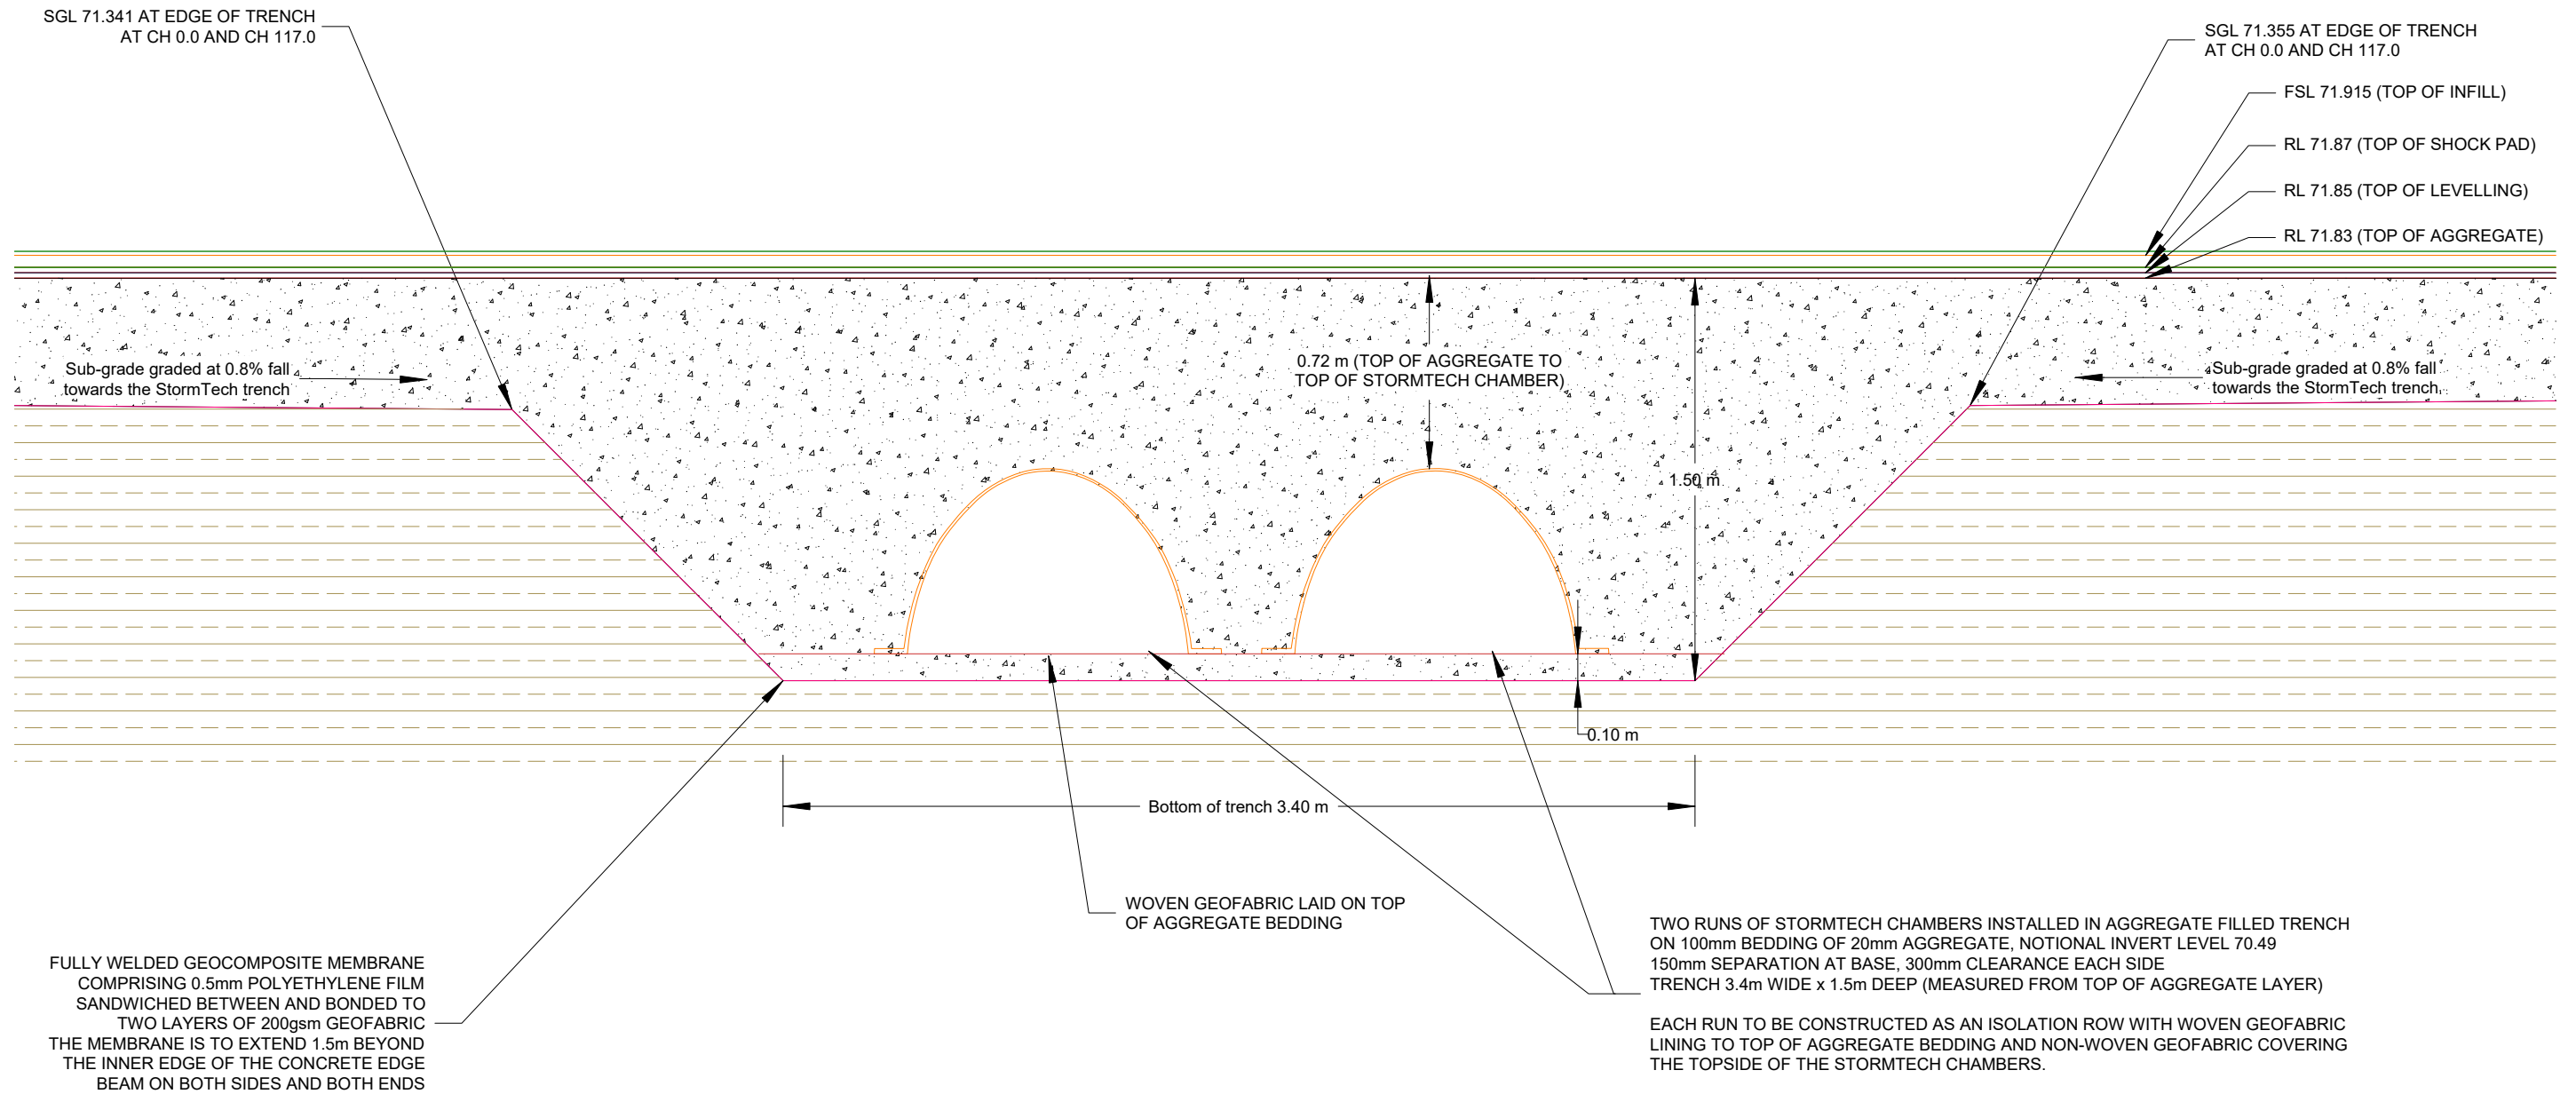 SGL 71.341 AT EDGE OF TRENCH
AT CH 0.0 AND CH 117.0
SGL 71.355 AT EDGE OF TRENCH
AT CH 0.0 AND CH 117.0
FSL 71.915 (TOP OF INFILL)
RL 71.87 (TOP OF SHOCK PAD)
RL 71.85 (TOP OF LEVELLING)
RL 71.83 (TOP OF AGGREGATE)
Sub-grade graded at 0.8% fall
towards the StormTech trench
0.72 m (TOP OF AGGREGATE TO
TOP OF STORMTECH CHAMBER)
Sub-grade graded at 0.8% fall
towards the StormTech trench
1.50 m
0.10 m
Bottom of trench 3.40 m
WOVEN GEOFABRIC LAID ON TOP
OF AGGREGATE BEDDING
FULLY WELDED GEOCOMPOSITE MEMBRANE
COMPRISING 0.5mm POLYETHYLENE FILM
SANDWICHED BETWEEN AND BONDED TO
TWO LAYERS OF 200gsm GEOFABRIC
THE MEMBRANE IS TO EXTEND 1.5m BEYOND
THE INNER EDGE OF THE CONCRETE EDGE
BEAM ON BOTH SIDES AND BOTH ENDS
TWO RUNS OF STORMTECH CHAMBERS INSTALLED IN AGGREGATE FILLED TRENCH
ON 100mm BEDDING OF 20mm AGGREGATE, NOTIONAL INVERT LEVEL 70.49
150mm SEPARATION AT BASE, 300mm CLEARANCE EACH SIDE
TRENCH 3.4m WIDE x 1.5m DEEP (MEASURED FROM TOP OF AGGREGATE LAYER)
EACH RUN TO BE CONSTRUCTED AS AN ISOLATION ROW WITH WOVEN GEOFABRIC
LINING TO TOP OF AGGREGATE BEDDING AND NON-WOVEN GEOFABRIC COVERING
THE TOPSIDE OF THE STORMTECH CHAMBERS.